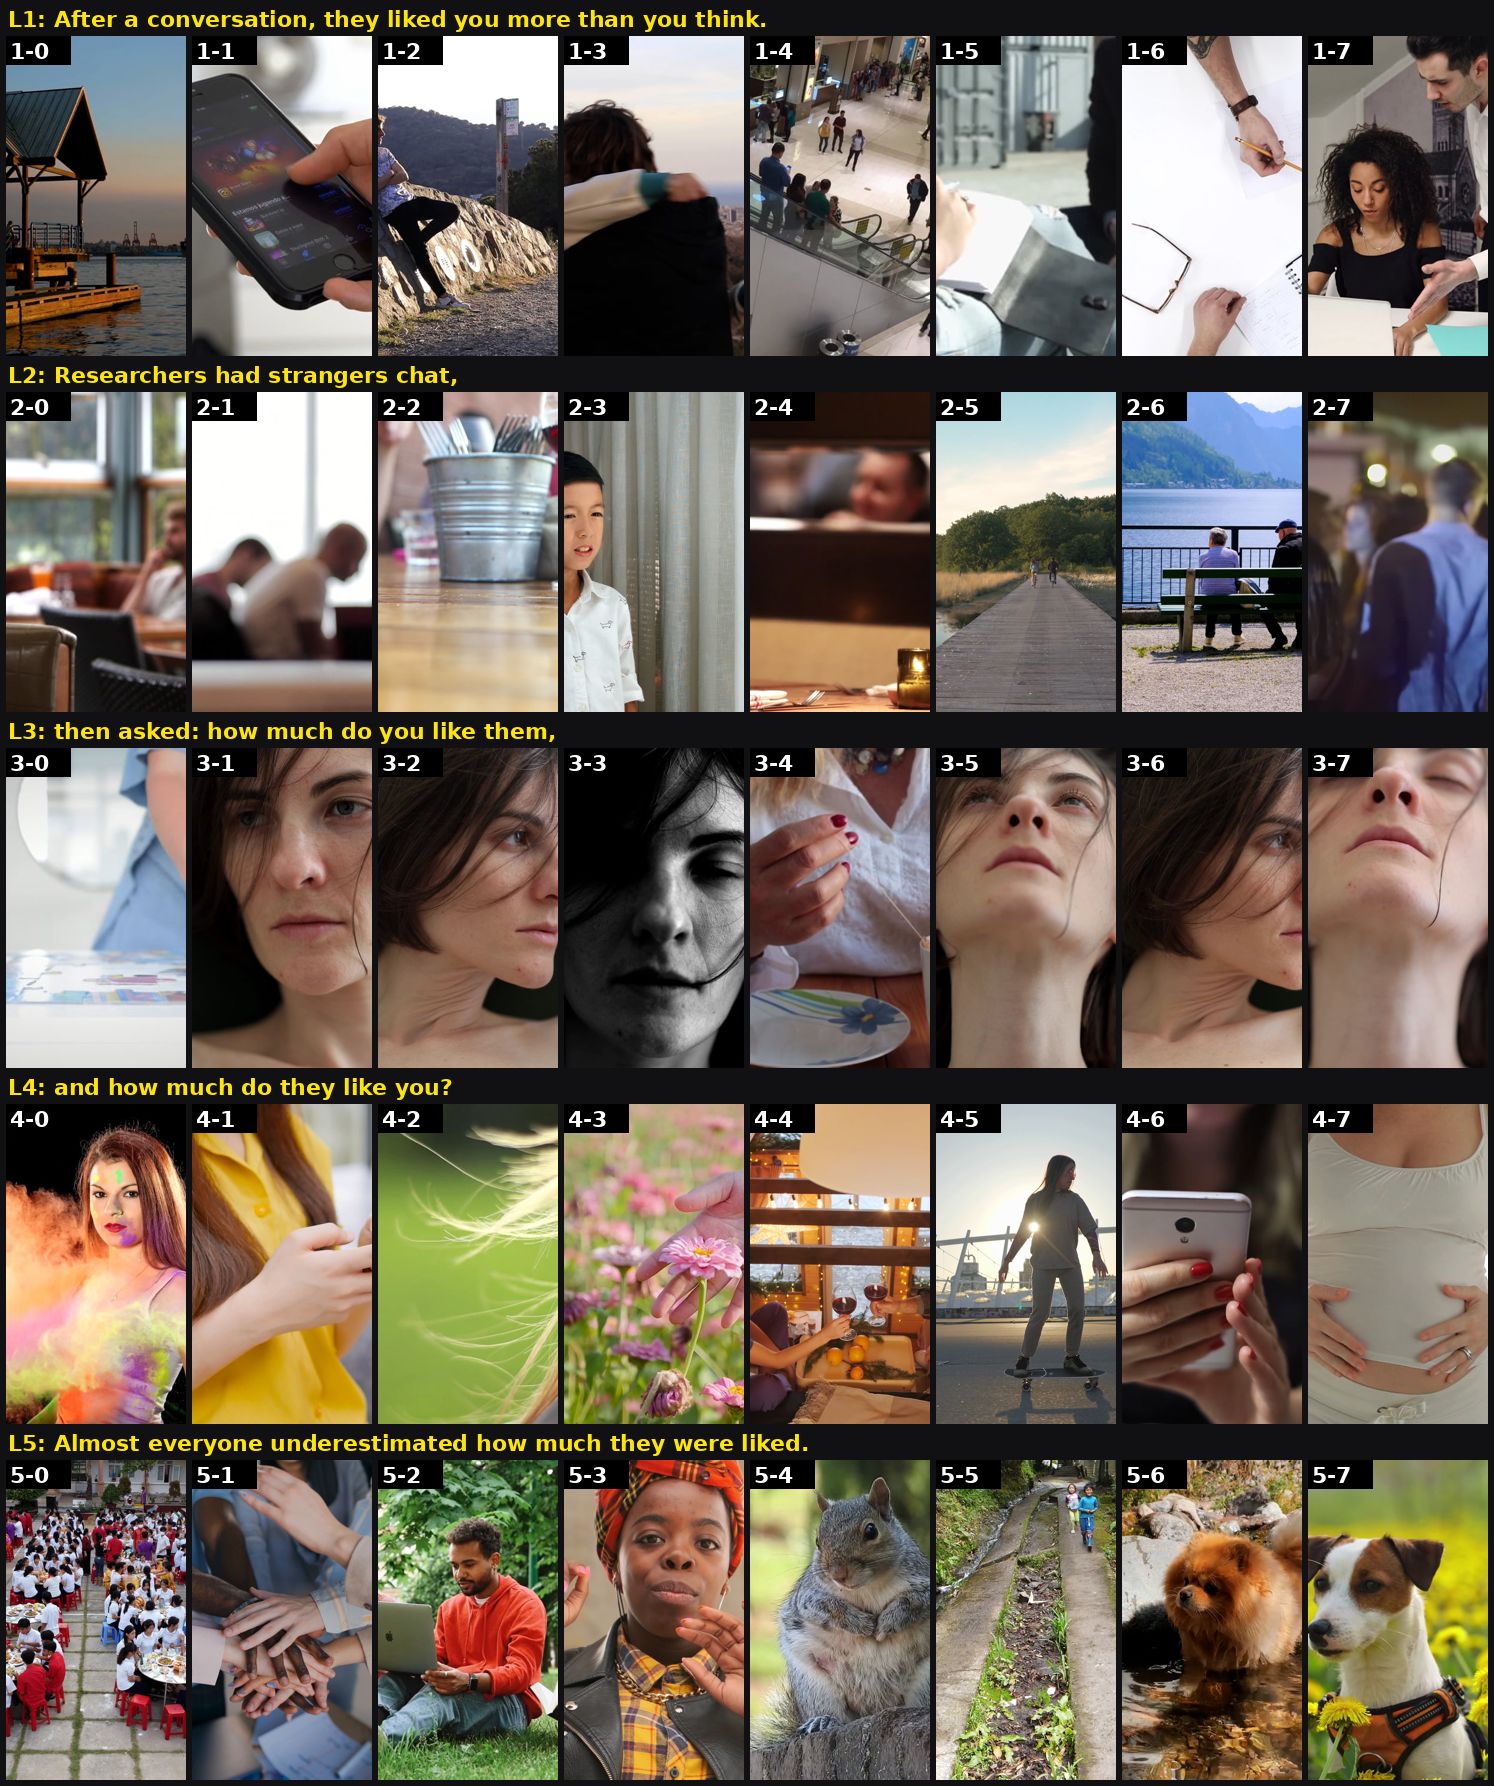 L1: After a conversation, they liked you more than you think.
1-0 1-1 1-2 1-3 1-4 1-5 1-6 1-7
L2: Researchers had strangers chat,
2-0 2-1 2-2 2-3 2-4 2-5 2-6 2-7
L3: then asked: how much do you like them,
3-0 3-1 3-2 3-3 3-4 3-5 3-6 3-7
L4: and how much do they like you?
4-0 4-1 4-2 4-3 4-4 4-5 4-6 4-7
L5: Almost everyone underestimated how much they were liked.
5-0 5-1 5-2 5-3 5-4 5-5 5-6 5-7